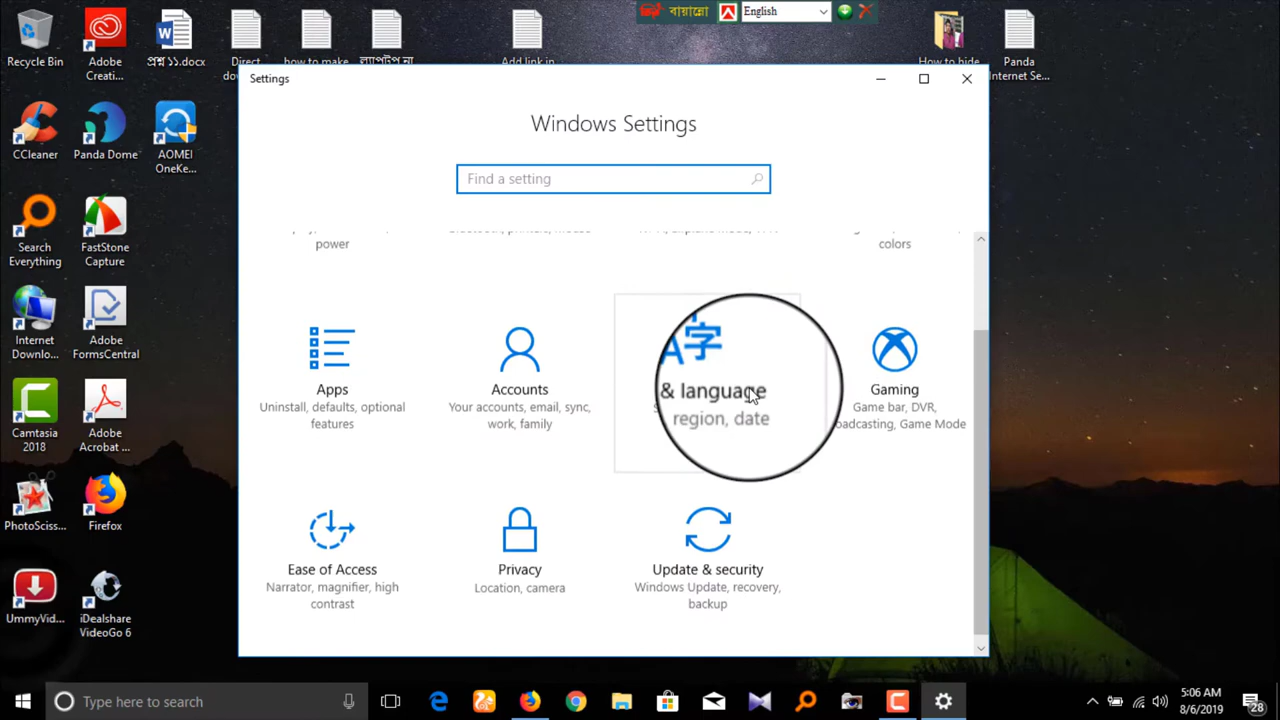 বায়ান্নো
English
Recycle Bin
Adobe
Creati...
প্রশ্ন ১১.docx
Direct
how to make
ল্যাপটপ না
Add link in
How to hide
Panda
Internet Se...
CCleaner
Panda Dome
AOMEI
OneKe...
Search
Everything
FastStone
Capture
Internet
Downlo...
Adobe
FormsCentral
Camtasia
2018
Adobe
Acrobat ...
PhotoSciss...
Firefox
UmmyVid...
iDealshare
VideoGo 6
Settings
Windows Settings
Find a setting
power
colors
Apps
Uninstall, defaults, optional
features
Accounts
Your accounts, email, sync,
work, family
& language
region, date
Gaming
Game bar, DVR,
oadcasting, Game Mode
Ease of Access
Narrator, magnifier, high
contrast
Privacy
Location, camera
Update & security
Windows Update, recovery,
backup
Type here to search
5:06 AM
8/6/2019
28